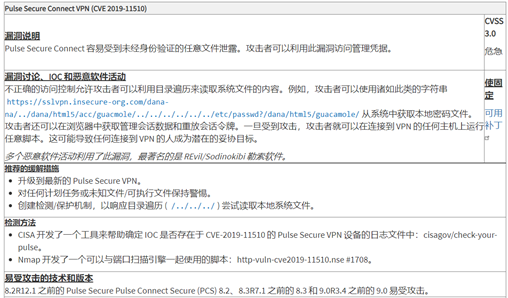 Pulse Secure Connect VPN (CVE 2019-11510)
漏洞说明
Pulse Secure Connect 容易受到未经身份验证的任意文件泄露。攻击者可以利用此漏洞访问管理凭据。
CVSS
3.0
危急
漏洞讨论、IOC 和恶意软件活动
不正确的访问控制允许攻击者可以利用目录遍历来读取系统文件的内容。例如，攻击者可以使用诸如此类的字符串
https://sslvpn.insecure-org.com/dana-
na/../dana/html5/acc/guacmole/../../../../../../etc/passwd?/dana/html5/guacamole/ 从系统中获取本地密码文件。
攻击者还可以在浏览器中获取管理会话数据和重放会话令牌。一旦受到攻击，攻击者就可以在连接到 VPN 的任何主机上运行
任意脚本。这可能导致任何连接到 VPN 的人成为潜在的妥协目标。
多个恶意软件活动利用了此漏洞，最著名的是 REvil/Sodinokibi 勒索软件。
使固
定
可用
补丁
推荐的缓解措施
• 升级到最新的 Pulse Secure VPN。
• 对任何计划任务或未知文件/可执行文件保持警惕。
• 创建检测/保护机制，以响应目录遍历 ( /../../../ ) 尝试读取本地系统文件。
检测方法
• CISA 开发了一个工具来帮助确定 IOC 是否存在于 CVE-2019-11510 的 Pulse Secure VPN 设备的日志文件中：cisagov/check-your-
pulse。
• Nmap 开发了一个可以与端口扫描引擎一起使用的脚本：http-vuln-cve2019-11510.nse #1708。
易受攻击的技术和版本
8.2R12.1 之前的 Pulse Secure Pulse Connect Secure (PCS) 8.2、8.3R7.1 之前的 8.3 和 9.0R3.4 之前的 9.0 易受攻击。